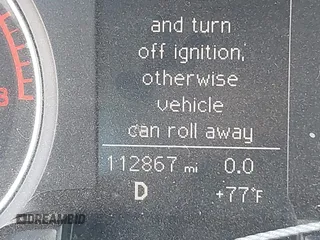 and turn
off ignition,
otherwise
vehicle
can roll away
112867 mi 0.0
D +77°F
DREAMBID